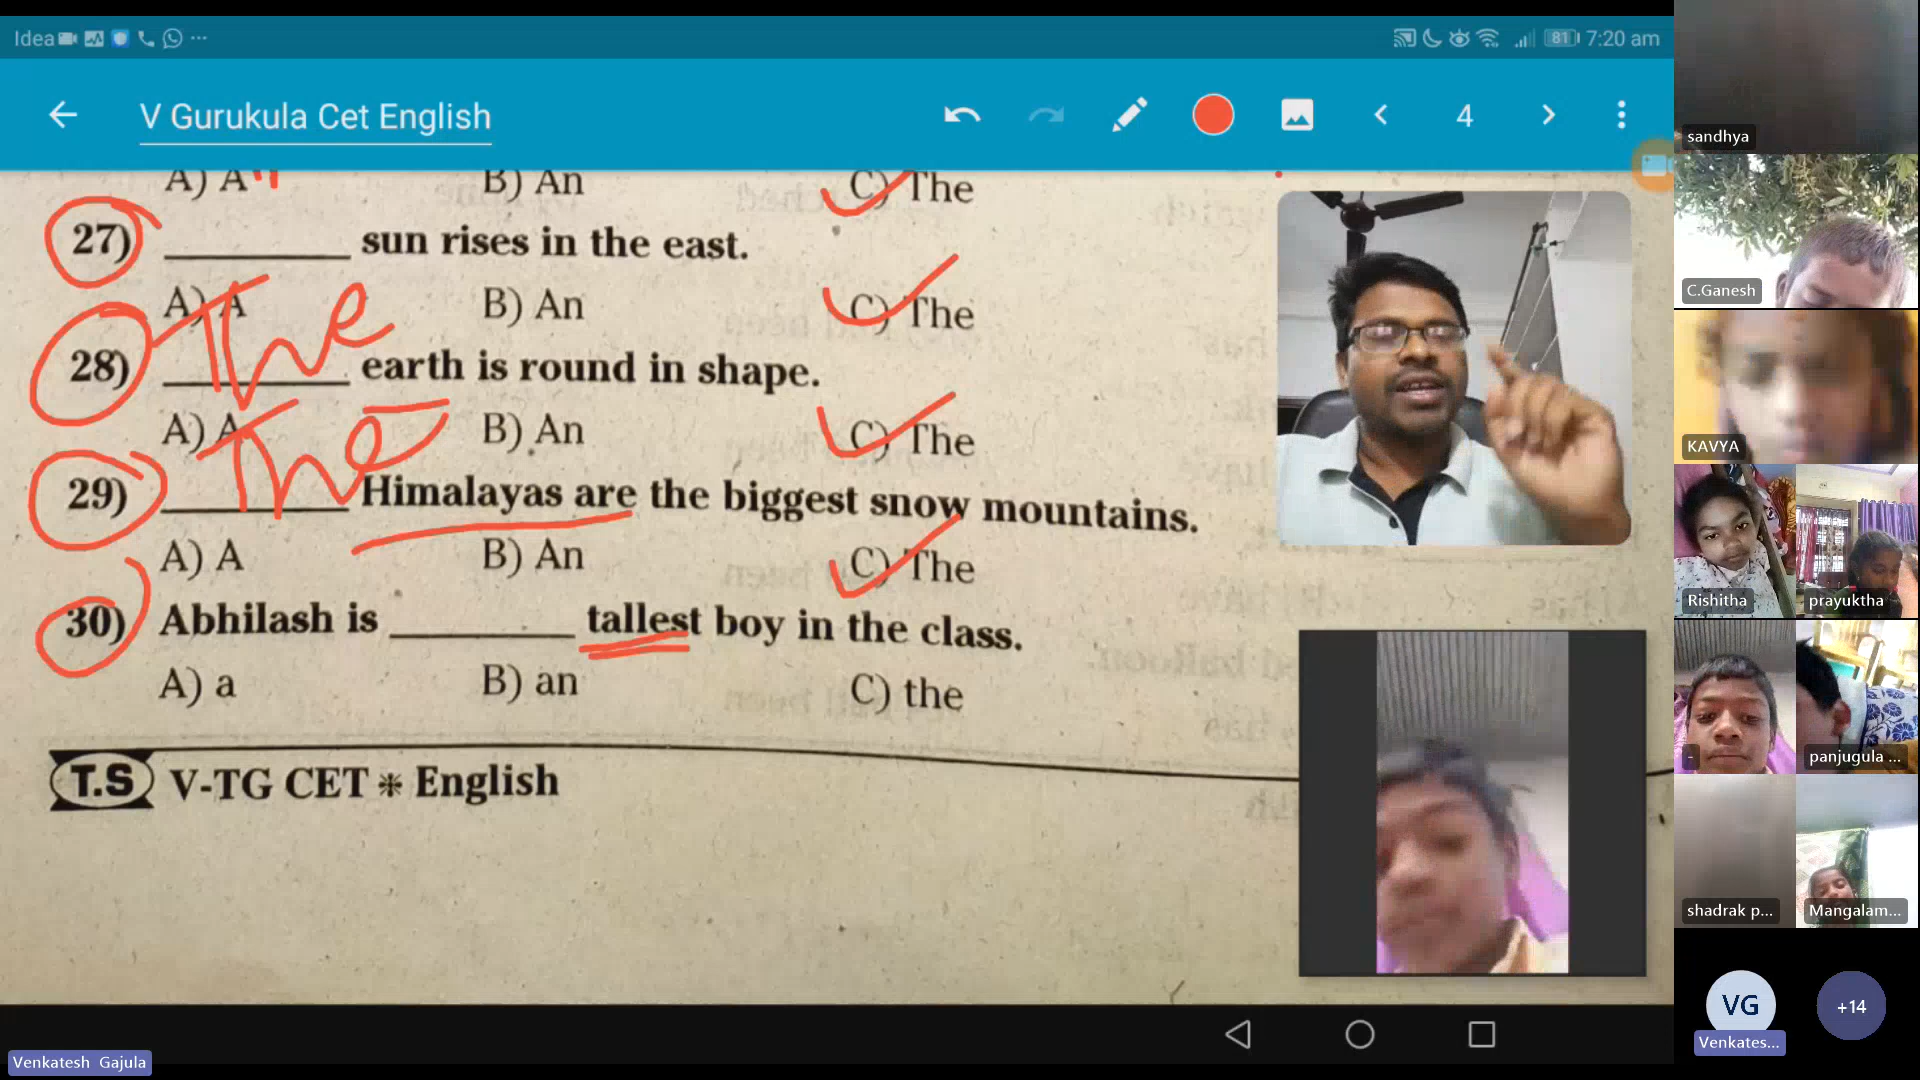 Idea
81 7:20 am
V Gurukula Cet English
4
A) A B) An C) The
27) ________ sun rises in the east.
A) A B) An C) The
The
28) ________ earth is round in shape.
A) A B) An C) The
The
29) ________ Himalayas are the biggest snow mountains.
A) A B) An C) The
30) Abhilash is ________ tallest boy in the class.
A) a B) an C) the
T.S V-TG CET ❈ English
Venkatesh Gajula
sandhya
C.Ganesh
KAVYA
Rishitha
prayuktha
-
panjugula ...
shadrak p...
Mangalam...
VG
Venkates...
+14